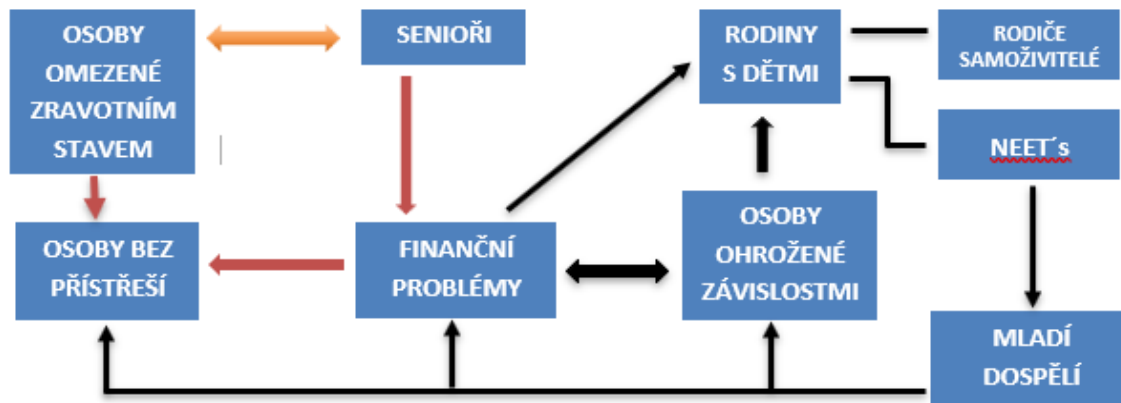 OSOBY
OMEZENÉ
ZRAVOTNÍM
STAVEM
SENIOŘI
RODINY
S DĚTMI
RODIČE
SAMOŽIVITELÉ
NEET´s
OSOBY BEZ
PŘÍSTŘEŠÍ
FINANČNÍ
PROBLÉMY
OSOBY
OHROŽENÉ
ZÁVISLOSTMI
MLADÍ
DOSPĚLÍ